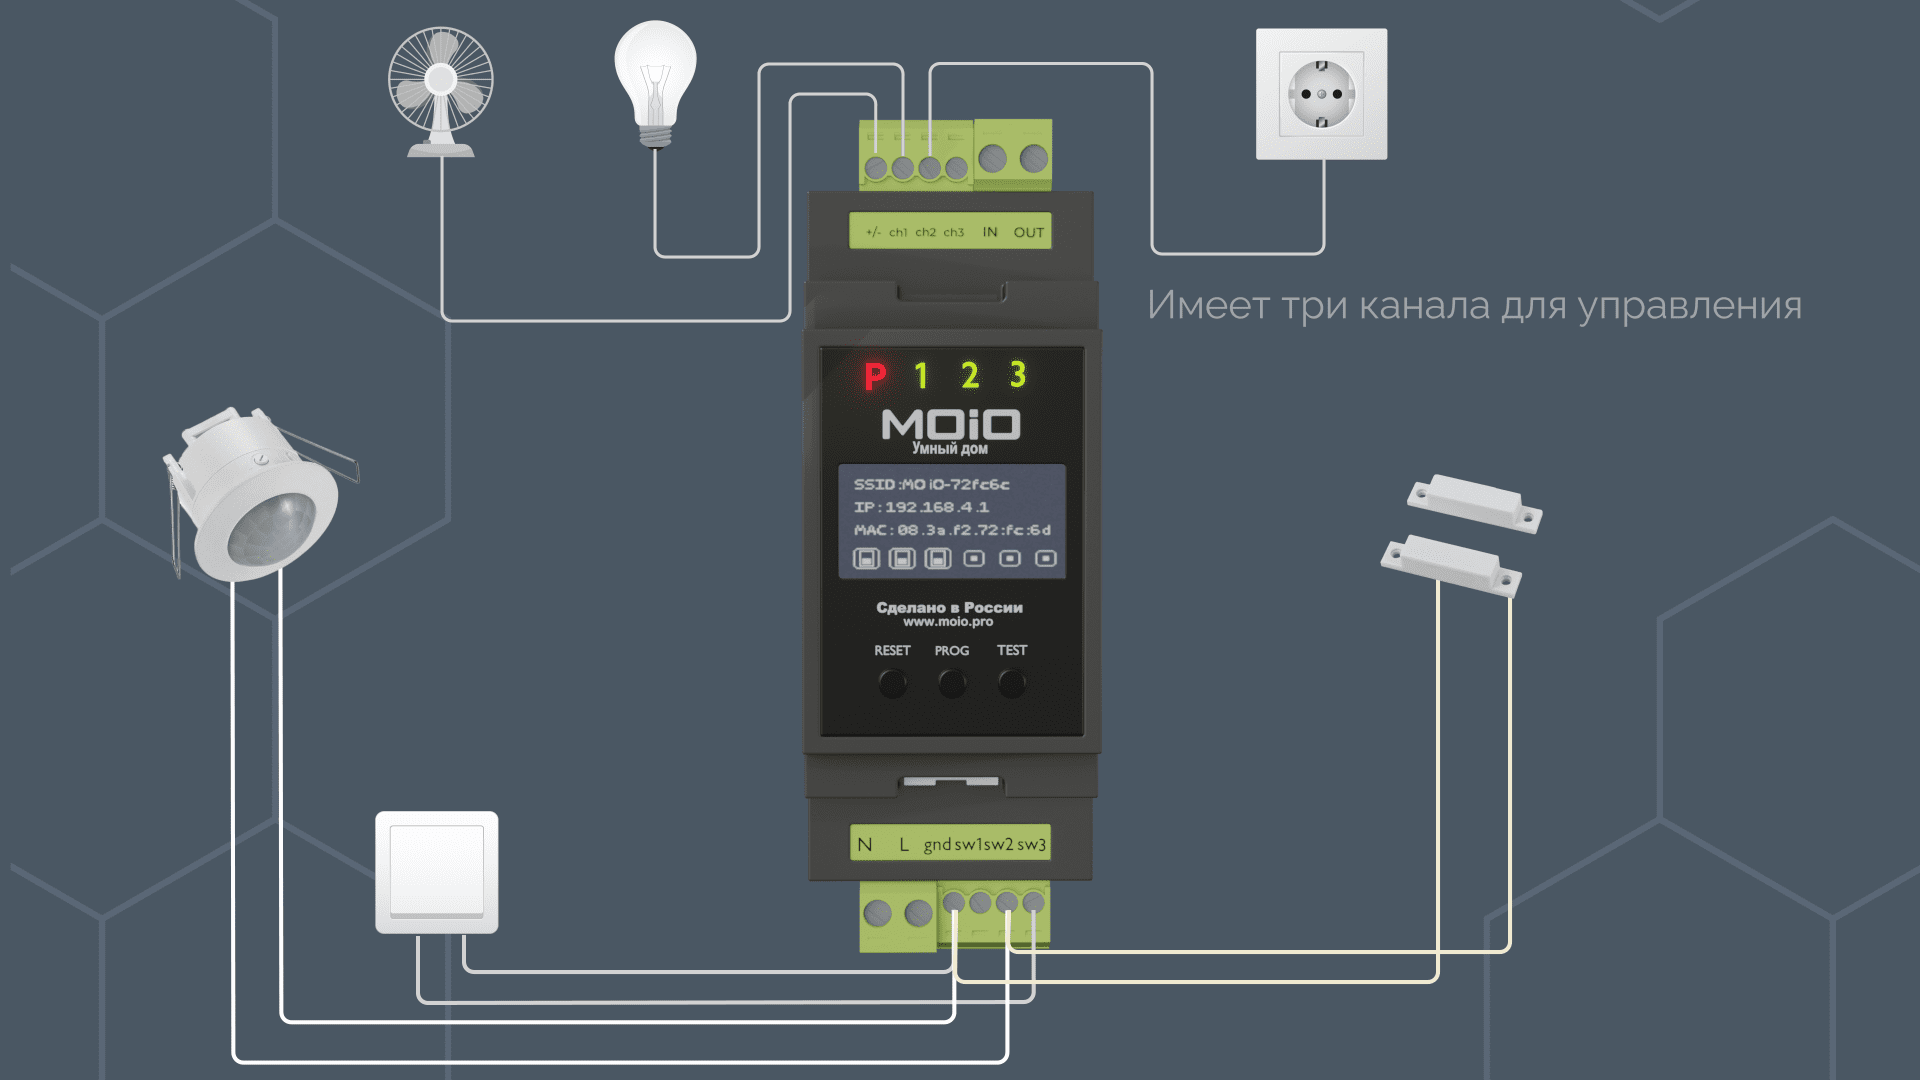 +/- ch1 ch2 ch3 IN OUT
Имеет три канала для управления
P 1 2 3
MOiO
Умный дом
SSID:MOiO-72fc6c
IP:192.168.4.1
MAC:08.3a.f2.72:fc:6d
Сделано в России
www.moio.pro
RESET PROG TEST
N L gnd sw1 sw2 sw3